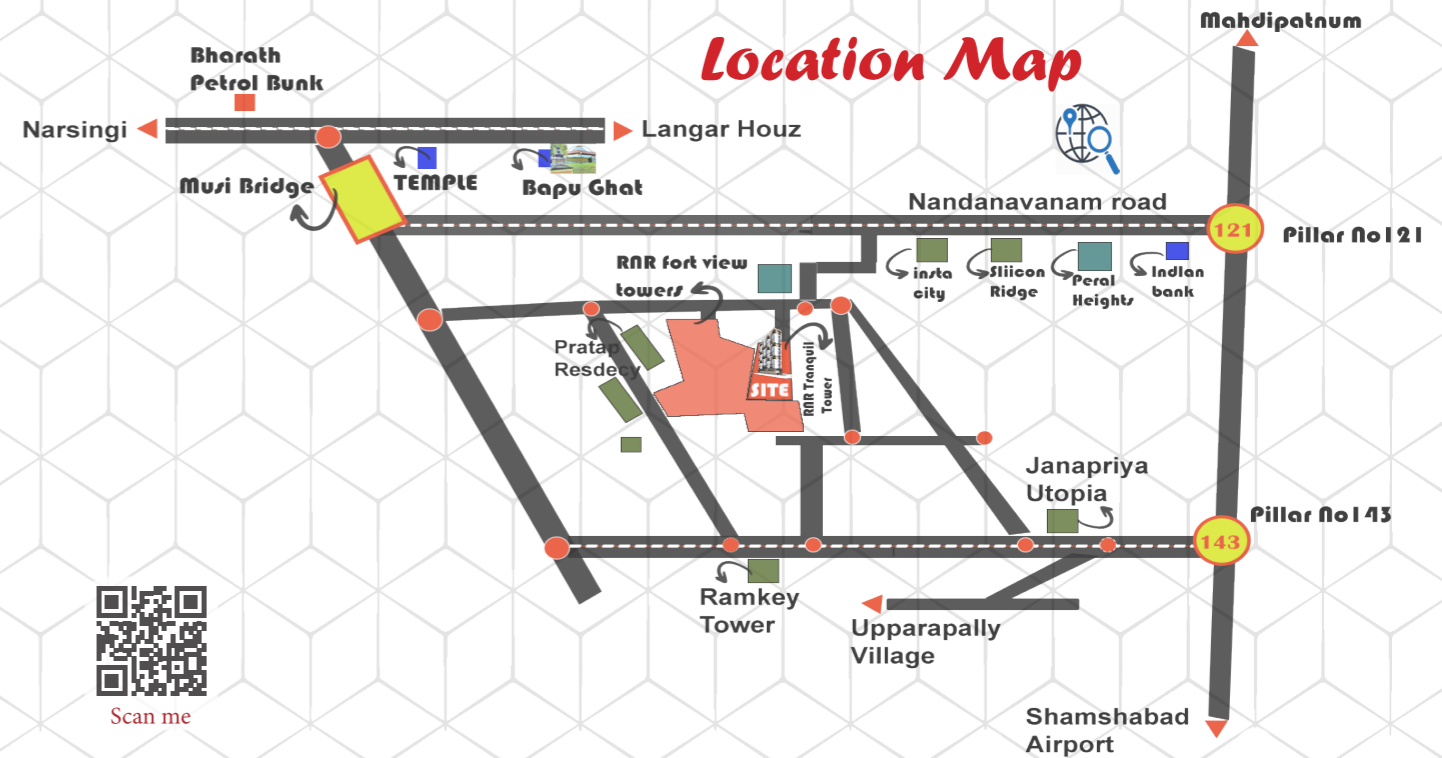 Mahdipatnum
Location Map
Bharath
Petrol Bunk
Narsingi
Langar Houz
Musi Bridge
TEMPLE
Bapu Ghat
Nandanavanam road
121
Pillar No121
RNR fort view
towers
insta
city
Sliicon
Ridge
Peral
Heights
Indlan
bank
Pratap
Resdecy
SITE
RNR Tranquil
Tower
Janapriya
Utopia
Pillar No143
143
Ramkey
Tower
Upparapally
Village
Scan me
Shamshabad
Airport